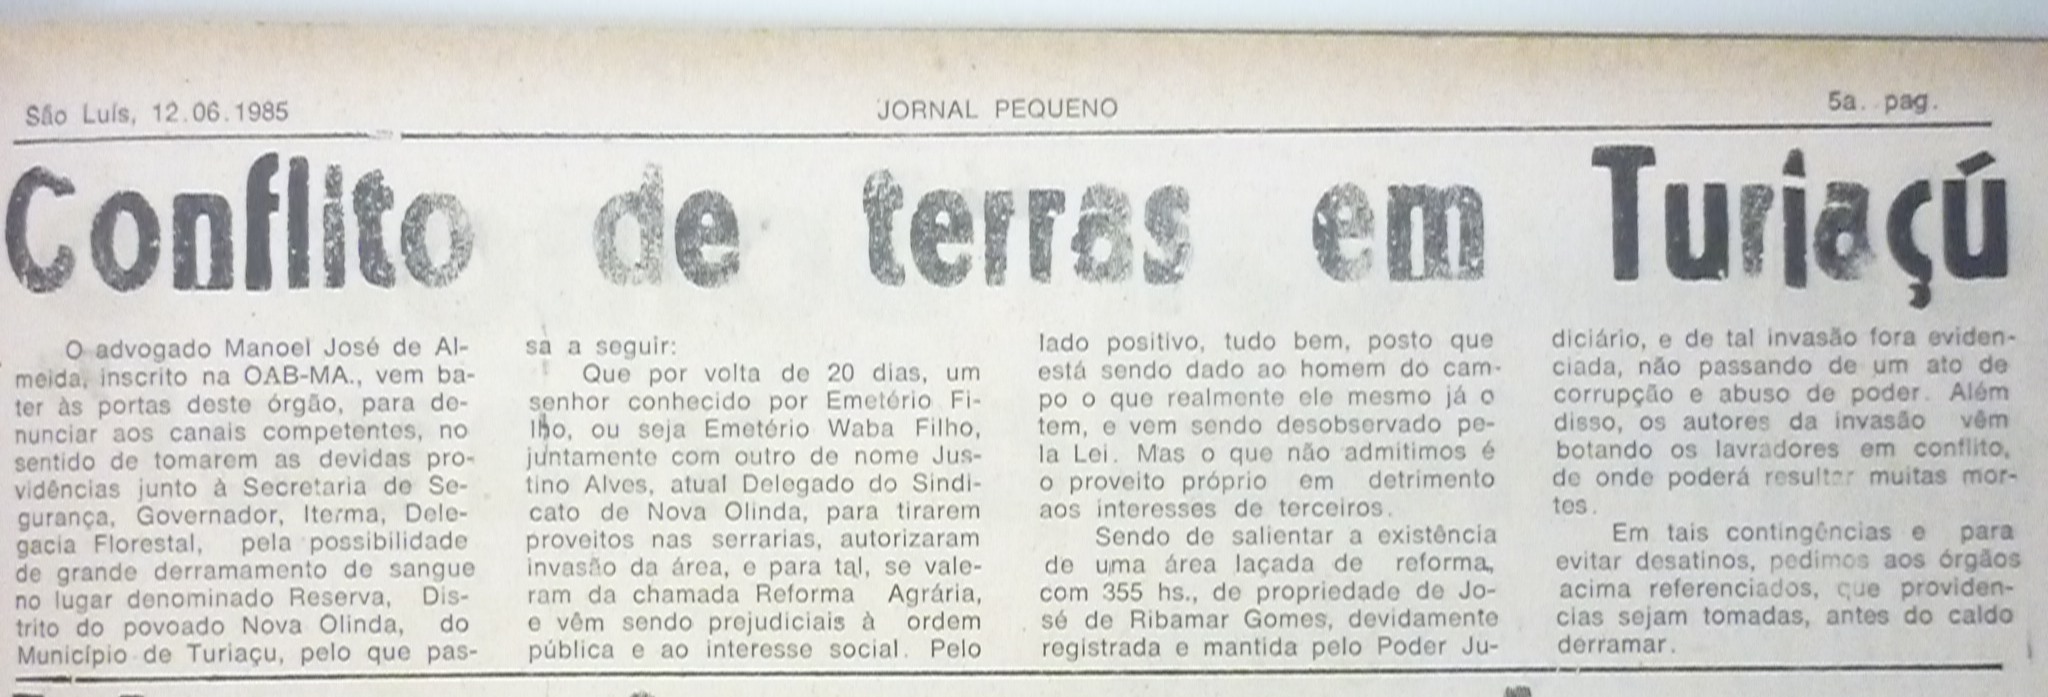 São Luís, 12.06.1985
JORNAL PEQUENO
5a. pag.
Conflito de terras em Turiaçú
O advogado Manoel José de Al-
meida, inscrito na OAB-MA., vem ba-
ter às portas deste órgão, para de-
nunciar aos canais competentes, no
sentido de tomarem as devidas pro-
vidências junto à Secretaria de Se-
gurança, Governador, Iterma, Dele-
gacia Florestal, pela possibilidade
de grande derramamento de sangue
no lugar denominado Reserva, Dis-
trito do povoado Nova Olinda, do
Município de Turiaçu, pelo que pas-
sa a seguir:
Que por volta de 20 dias, um
senhor conhecido por Emetério Fi-
lho, ou seja Emetério Waba Filho,
juntamente com outro de nome Jus-
tino Alves, atual Delegado do Sindi-
cato de Nova Olinda, para tirarem
proveitos nas serrarias, autorizaram
invasão da área, e para tal, se vale-
ram da chamada Reforma Agrária,
e vêm sendo prejudiciais à ordem
pública e ao interesse social. Pelo
lado positivo, tudo bem, posto que
está sendo dado ao homem do cam-
po o que realmente ele mesmo já o
tem, e vem sendo desobservado pe-
la Lei. Mas o que não admitimos é
o proveito próprio em detrimento
aos interesses de terceiros.
Sendo de salientar a existência
de uma área laçada de reforma,
com 355 hs., de propriedade de Jo-
sé de Ribamar Gomes, devidamente
registrada e mantida pelo Poder Ju-
diciário, e de tal invasão fora eviden-
ciada, não passando de um ato de
corrupção e abuso de poder. Além
disso, os autores da invasão vêm
botando os lavradores em conflito,
de onde poderá resultar muitas mor-
tes.
Em tais contingências e para
evitar desatinos, pedimos aos órgãos
acima referenciados, que providen-
cias sejam tomadas, antes do caldo
derramar.